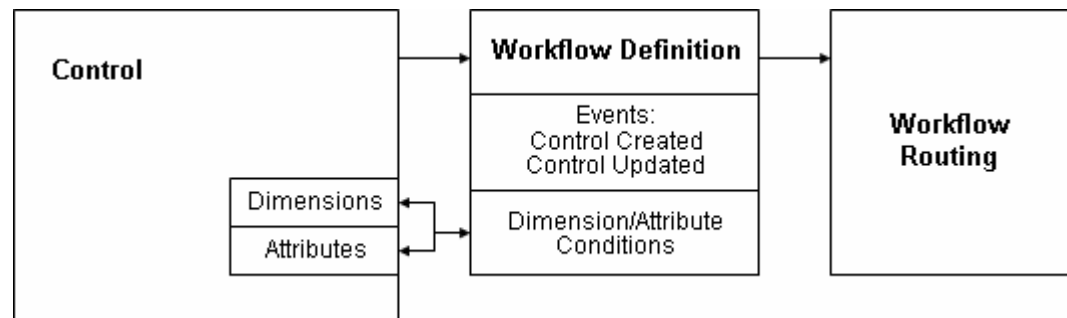 Control
Dimensions
Attributes
Workflow Definition
Events:
Control Created
Control Updated
Dimension/Attribute
Conditions
Workflow
Routing